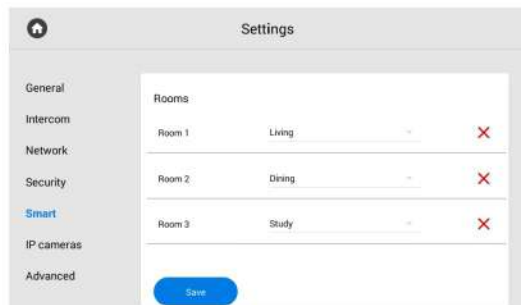 Settings
General
Intercom
Network
Security
Smart
IP cameras
Advanced
Rooms
Room 1 Living
Room 2 Dining
Room 3 Study
Save